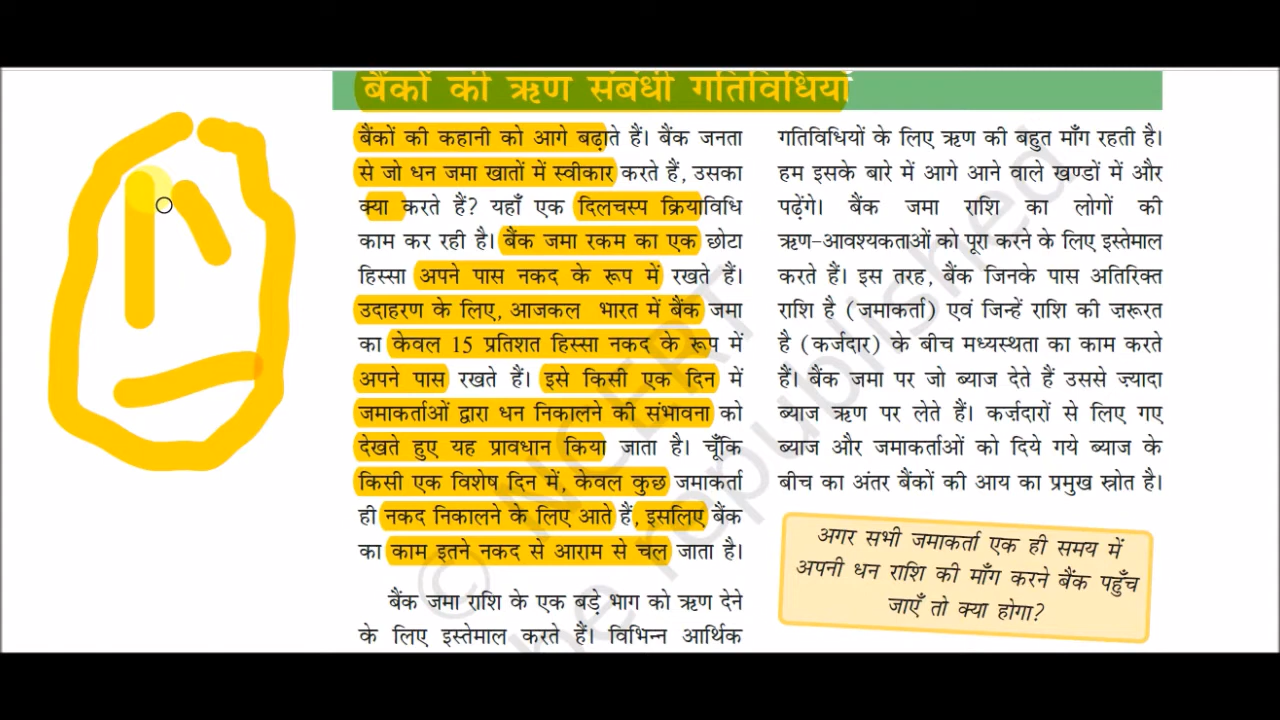 बैंकों की ऋण संबंधी गतिविधियाँ
बैंकों की कहानी को आगे बढ़ाते हैं। बैंक जनता
से जो धन जमा खातों में स्वीकार करते हैं, उसका
क्या करते हैं? यहाँ एक दिलचस्प क्रियाविधि
काम कर रही है। बैंक जमा रकम का एक छोटा
हिस्सा अपने पास नकद के रूप में रखते हैं।
उदाहरण के लिए, आजकल भारत में बैंक जमा
का केवल 15 प्रतिशत हिस्सा नकद के रूप में
अपने पास रखते हैं। इसे किसी एक दिन में
जमाकर्ताओं द्वारा धन निकालने की संभावना को
देखते हुए यह प्रावधान किया जाता है। चूँकि
किसी एक विशेष दिन में, केवल कुछ जमाकर्ता
ही नकद निकालने के लिए आते हैं, इसलिए बैंक
का काम इतने नकद से आराम से चल जाता है।
बैंक जमा राशि के एक बड़े भाग को ऋण देने
के लिए इस्तेमाल करते हैं। विभिन्न आर्थिक
गतिविधियों के लिए ऋण की बहुत माँग रहती है।
हम इसके बारे में आगे आने वाले खण्डों में और
पढ़ेंगे। बैंक जमा राशि का लोगों की
ऋण-आवश्यकताओं को पूरा करने के लिए इस्तेमाल
करते हैं। इस तरह, बैंक जिनके पास अतिरिक्त
राशि है (जमाकर्ता) एवं जिन्हें राशि की ज़रूरत
है (कर्जदार) के बीच मध्यस्थता का काम करते
हैं। बैंक जमा पर जो ब्याज देते हैं उससे ज्यादा
ब्याज ऋण पर लेते हैं। कर्ज़दारों से लिए गए
ब्याज और जमाकर्ताओं को दिये गये ब्याज के
बीच का अंतर बैंकों की आय का प्रमुख स्रोत है।
अगर सभी जमाकर्ता एक ही समय में
अपनी धन राशि की माँग करने बैंक पहुँच
जाएँ तो क्या होगा?
© NCERT
he republished